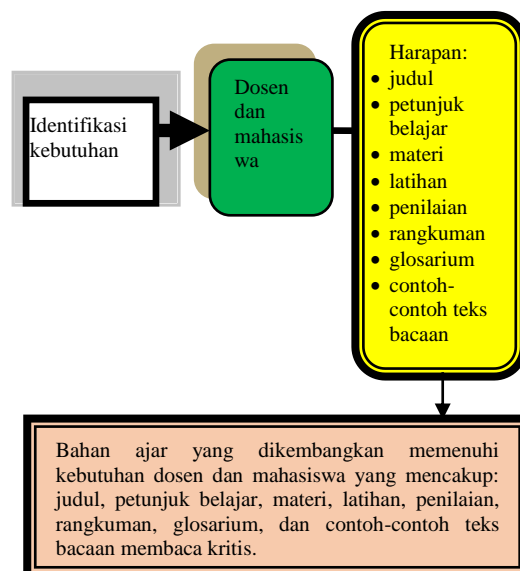 Identifikasi
kebutuhan
Dosen
dan
mahasis
wa
Harapan:
• judul
• petunjuk
belajar
• materi
• latihan
• penilaian
• rangkuman
• glosarium
• contoh-
contoh teks
bacaan
Bahan ajar yang dikembangkan memenuhi
kebutuhan dosen dan mahasiswa yang mencakup:
judul, petunjuk belajar, materi, latihan, penilaian,
rangkuman, glosarium, dan contoh-contoh teks
bacaan membaca kritis.